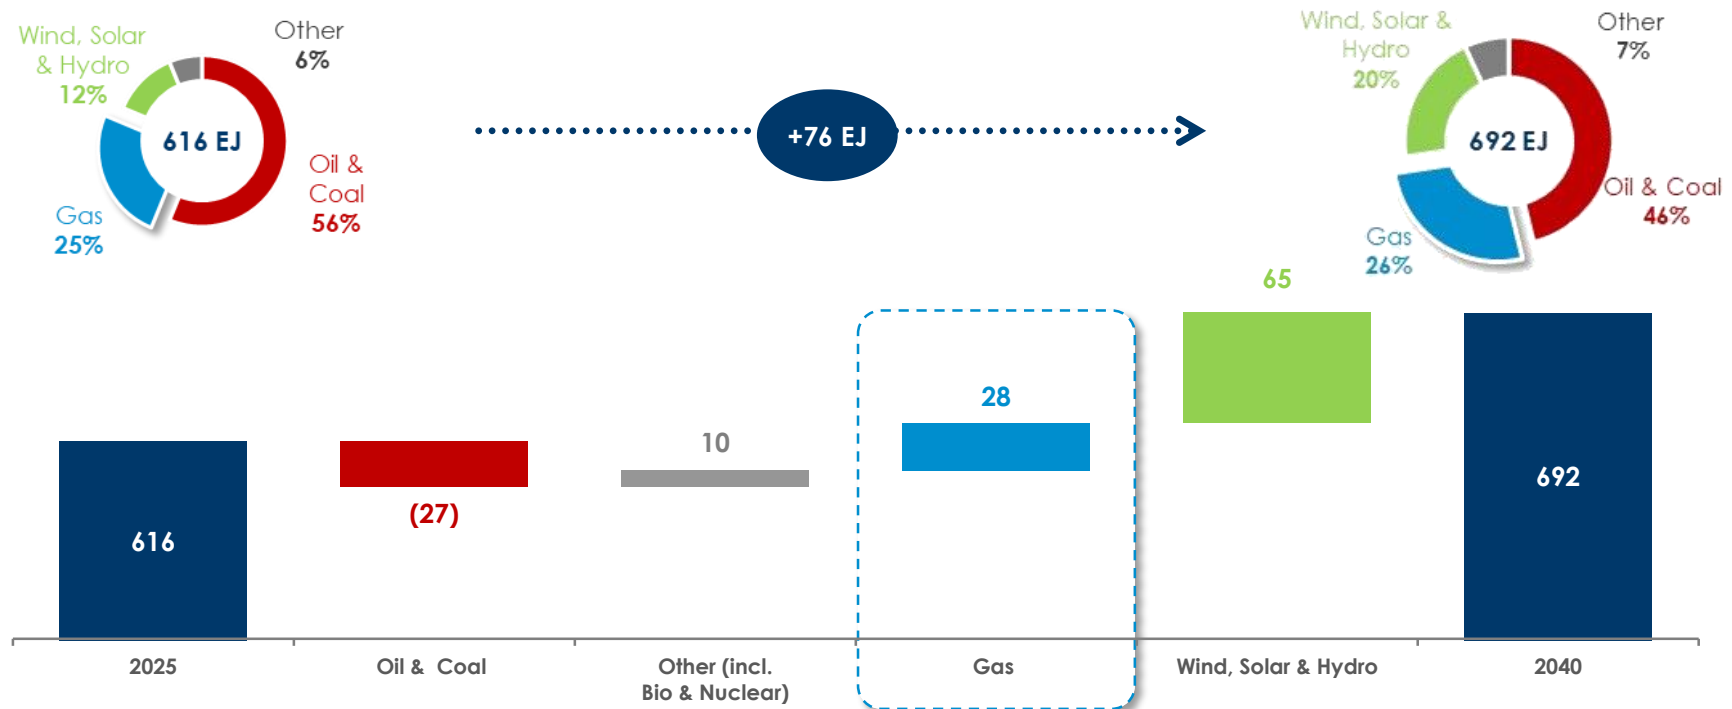 Wind, Solar
& Hydro
12%
Other
6%
616 EJ
Oil &
Coal
56%
Gas
25%
+76 EJ
Wind, Solar &
Hydro
20%
Other
7%
692 EJ
Oil & Coal
46%
Gas
26%
616
(27)
10
28
65
692
2025
Oil & Coal
Other (incl.
Bio & Nuclear)
Gas
Wind, Solar & Hydro
2040